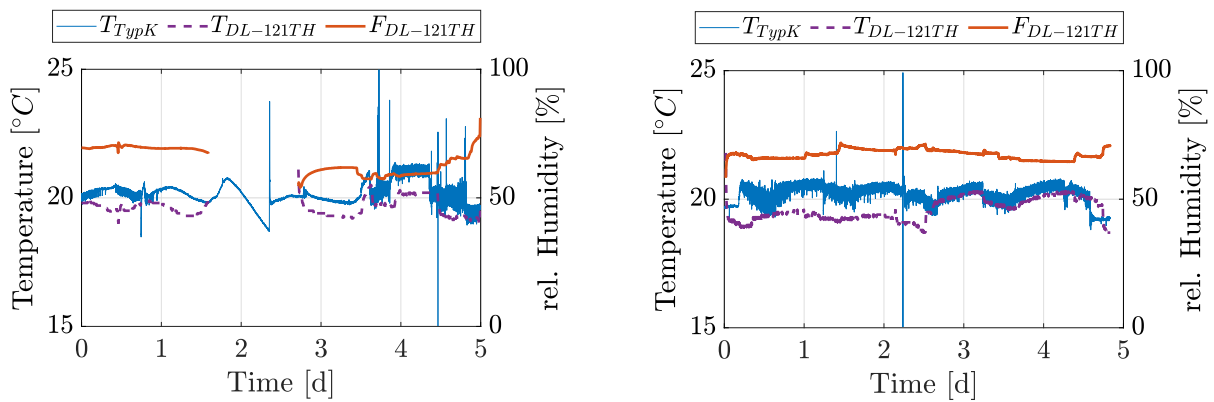 T_TypK T_DL−121TH F_DL−121TH
25
20
15
Temperature [°C]
100
50
0
rel. Humidity [%]
0 1 2 3 4 5
Time [d]
T_TypK T_DL−121TH F_DL−121TH
25
20
15
Temperature [°C]
100
50
0
rel. Humidity [%]
0 1 2 3 4 5
Time [d]